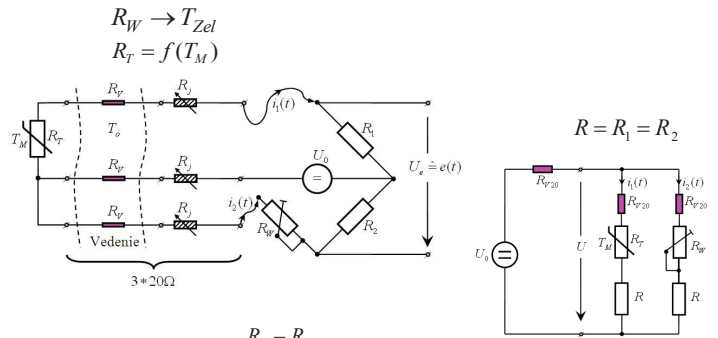 R_W → T_Zel
R_T = f(T_M)
R_V
R_j
i_1(t)
T_M
R_T
T_o
R_1
R = R_1 = R_2
U_0
U_e ≙ e(t)
R_V
R_j
=
i_2(t)
R_2
R_V
R_j
R_W
Vedenie
3*20Ω
R_V20
i_1(t)
i_2(t)
R_V20
R_V20
U_0
=
U
T_M
R_T
R_W
R
R